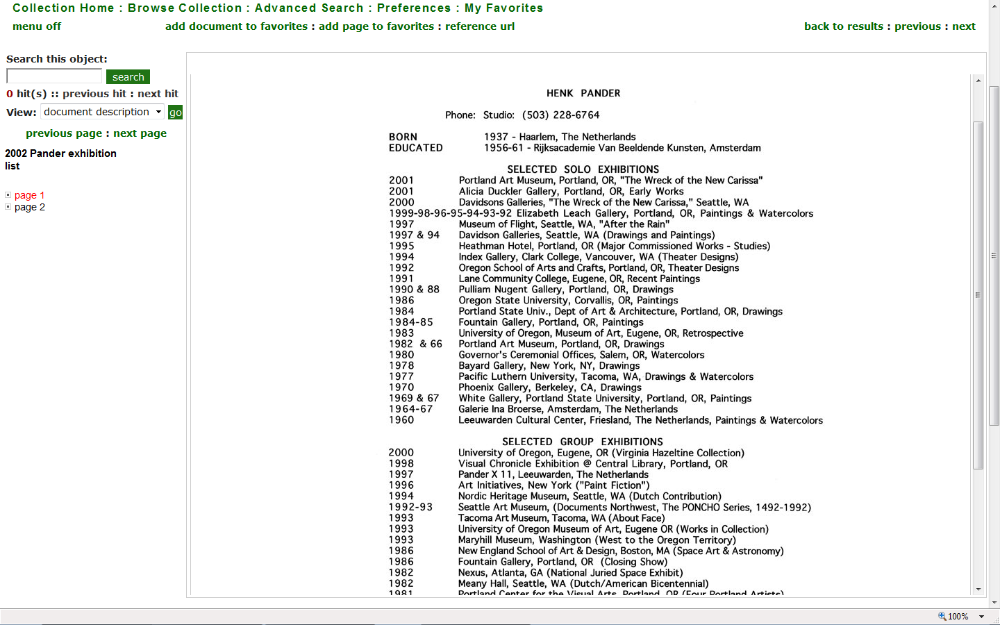 Collection Home : Browse Collection : Advanced Search : Preferences : My Favorites
menu off
add document to favorites : add page to favorites : reference url
back to results : previous : next
Search this object:
search
0 hit(s) :: previous hit : next hit
View: document description go
previous page : next page
2002 Pander exhibition
list
page 1
page 2
HENK PANDER
Phone: Studio: (503) 228-6764
BORN 1937 - Haarlem, The Netherlands
EDUCATED 1956-61 - Rijksacademie Van Beeldende Kunsten, Amsterdam
SELECTED SOLO EXHIBITIONS
2001 Portland Art Museum, Portland, OR, "The Wreck of the New Carissa"
2001 Alicia Duckler Gallery, Portland, OR, Early Works
2000 Davidsons Galleries, "The Wreck of the New Carissa," Seattle, WA
1999-98-96-95-94-93-92 Elizabeth Leach Gallery, Portland, OR, Paintings & Watercolors
1997 Museum of Flight, Seattle, WA, "After the Rain"
1997 & 94 Davidson Galleries, Seattle, WA (Drawings and Paintings)
1995 Heathman Hotel, Portland, OR (Major Commissioned Works - Studies)
1994 Index Gallery, Clark College, Vancouver, WA (Theater Designs)
1992 Oregon School of Arts and Crafts, Portland, OR, Theater Designs
1991 Lane Community College, Eugene, OR, Recent Paintings
1990 & 88 Pulliam Nugent Gallery, Portland, OR, Drawings
1986 Oregon State University, Corvallis, OR, Paintings
1984 Portland State Univ., Dept of Art & Architecture, Portland, OR, Drawings
1984-85 Fountain Gallery, Portland, OR, Paintings
1983 University of Oregon, Museum of Art, Eugene, OR, Retrospective
1982 & 66 Portland Art Museum, Portland, OR, Drawings
1980 Governor's Ceremonial Offices, Salem, OR, Watercolors
1978 Bayard Gallery, New York, NY, Drawings
1977 Pacific Luthern University, Tacoma, WA, Drawings & Watercolors
1970 Phoenix Gallery, Berkeley, CA, Drawings
1969 & 67 White Gallery, Portland State University, Portland, OR, Paintings
1964-67 Galerie Ina Broerse, Amsterdam, The Netherlands
1960 Leeuwarden Cultural Center, Friesland, The Netherlands, Paintings & Watercolors
SELECTED GROUP EXHIBITIONS
2000 University of Oregon, Eugene, OR (Virginia Hazeltine Collection)
1998 Visual Chronicle Exhibition @ Central Library, Portland, OR
1997 Pander X 11, Leeuwarden, The Netherlands
1996 Art Initiatives, New York ("Paint Fiction")
1994 Nordic Heritage Museum, Seattle, WA (Dutch Contribution)
1992-93 Seattle Art Museum, (Documents Northwest, The PONCHO Series, 1492-1992)
1993 Tacoma Art Museum, Tacoma, WA (About Face)
1993 University of Oregon Museum of Art, Eugene OR (Works in Collection)
1993 Maryhill Museum, Washington (West to the Oregon Territory)
1986 New England School of Art & Design, Boston, MA (Space Art & Astronomy)
1986 Fountain Gallery, Portland, OR (Closing Show)
1982 Nexus, Atlanta, GA (National Juried Space Exhibit)
1982 Meany Hall, Seattle, WA (Dutch/American Bicentennial)
1981 Portland Center for the Visual Arts, Portland, OR (Four Portland Artists)
100%